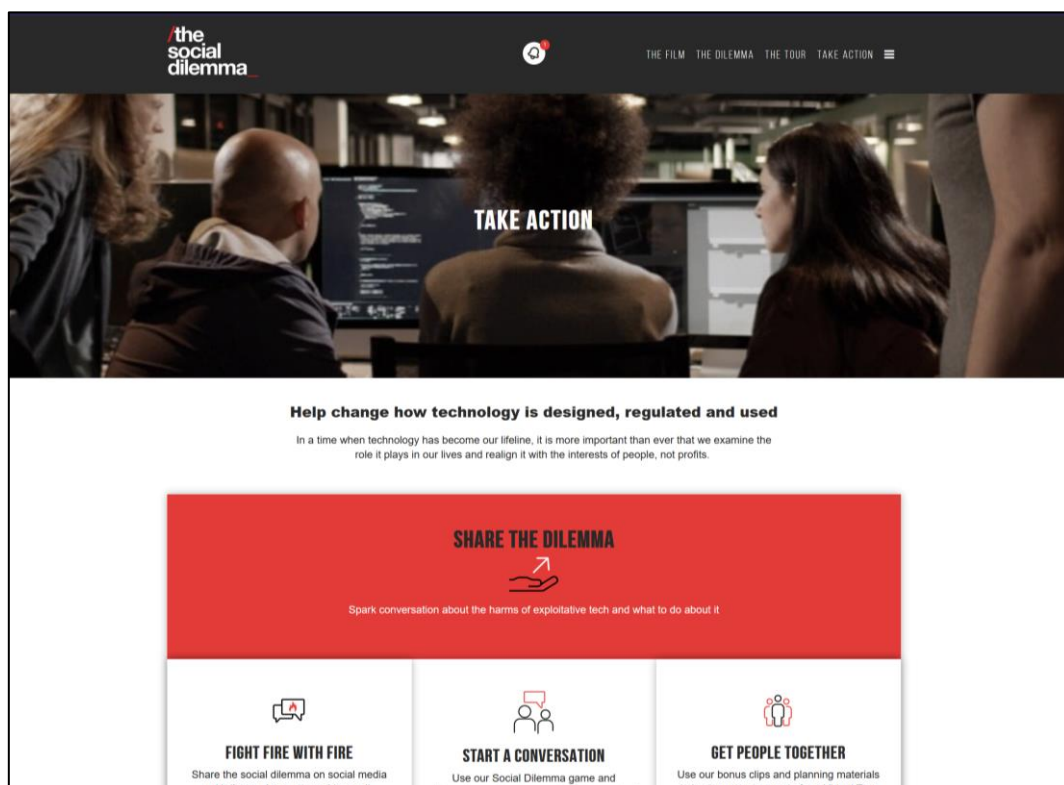 /the
social
dilemma_
1
THE FILM THE DILEMMA THE TOUR TAKE ACTION
TAKE ACTION
Help change how technology is designed, regulated and used
In a time when technology has become our lifeline, it is more important than ever that we examine the
role it plays in our lives and realign it with the interests of people, not profits.
SHARE THE DILEMMA
Spark conversation about the harms of exploitative tech and what to do about it
FIGHT FIRE WITH FIRE
Share the social dilemma on social media
START A CONVERSATION
Use our Social Dilemma game and
GET PEOPLE TOGETHER
Use our bonus clips and planning materials